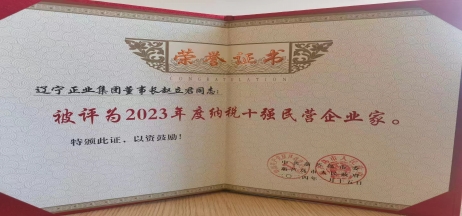 荣誉证书
CONGRATULATION
辽宁正业集团董事长赵立君同志：
被评为2023年度纳税十强民营企业家。
特颁此证，以资鼓励！